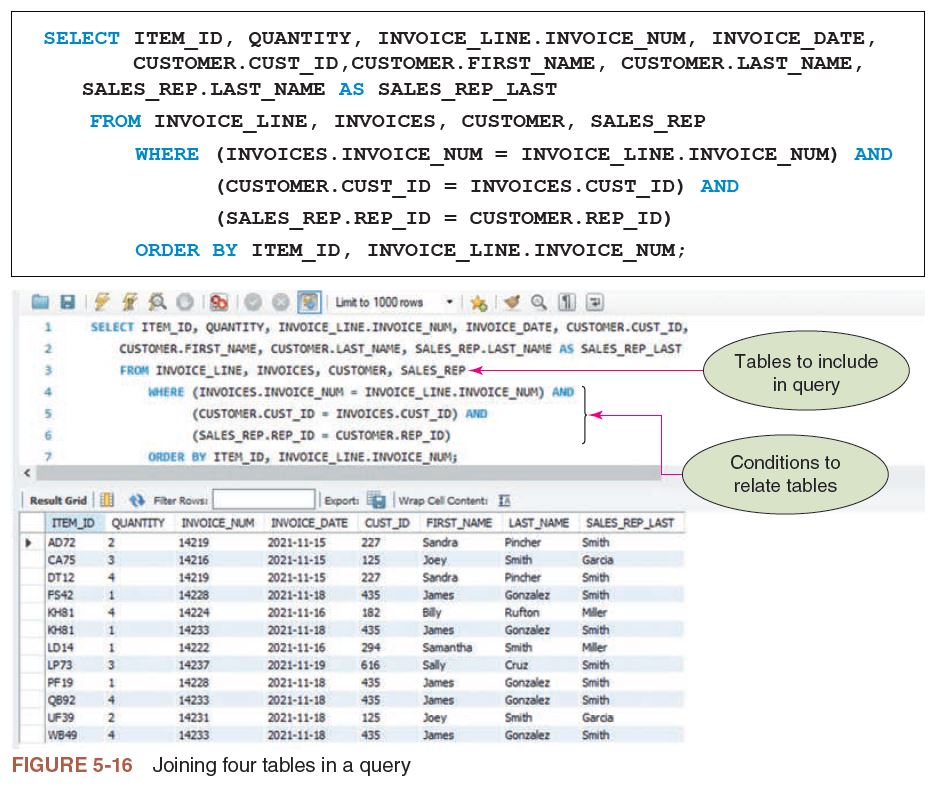 SELECT ITEM_ID, QUANTITY, INVOICE_LINE.INVOICE_NUM, INVOICE_DATE,
CUSTOMER.CUST_ID,CUSTOMER.FIRST_NAME, CUSTOMER.LAST_NAME,
SALES_REP.LAST_NAME AS SALES_REP_LAST
FROM INVOICE_LINE, INVOICES, CUSTOMER, SALES_REP
WHERE (INVOICES.INVOICE_NUM = INVOICE_LINE.INVOICE_NUM) AND
(CUSTOMER.CUST_ID = INVOICES.CUST_ID) AND
(SALES_REP.REP_ID = CUSTOMER.REP_ID)
ORDER BY ITEM_ID, INVOICE_LINE.INVOICE_NUM;
Limit to 1000 rows
1 SELECT ITEM_ID, QUANTITY, INVOICE_LINE.INVOICE_NUM, INVOICE_DATE, CUSTOMER.CUST_ID,
2 CUSTOMER.FIRST_NAME, CUSTOMER.LAST_NAME, SALES_REP.LAST_NAME AS SALES_REP_LAST
3 FROM INVOICE_LINE, INVOICES, CUSTOMER, SALES_REP
4 WHERE (INVOICES.INVOICE_NUM = INVOICE_LINE.INVOICE_NUM) AND
5 (CUSTOMER.CUST_ID = INVOICES.CUST_ID) AND
6 (SALES_REP.REP_ID = CUSTOMER.REP_ID)
7 ORDER BY ITEM_ID, INVOICE_LINE.INVOICE_NUM;
Tables to include
in query
Conditions to
relate tables
Result Grid Filter Rows: Export: Wrap Cell Content:
ITEM_ID QUANTITY INVOICE_NUM INVOICE_DATE CUST_ID FIRST_NAME LAST_NAME SALES_REP_LAST
AD72 2 14219 2021-11-15 227 Sandra Pincher Smith
CA75 3 14216 2021-11-15 125 Joey Smith Garcia
DT12 4 14219 2021-11-15 227 Sandra Pincher Smith
FS42 1 14228 2021-11-18 435 James Gonzalez Smith
KH81 4 14224 2021-11-16 182 Billy Rufton Miller
KH81 1 14233 2021-11-18 435 James Gonzalez Smith
LD14 1 14222 2021-11-16 294 Samantha Smith Miller
LP73 3 14237 2021-11-19 616 Sally Cruz Smith
PF19 1 14228 2021-11-18 435 James Gonzalez Smith
QB92 4 14233 2021-11-18 435 James Gonzalez Smith
UF39 2 14231 2021-11-18 125 Joey Smith Garcia
WB49 4 14233 2021-11-18 435 James Gonzalez Smith
FIGURE 5-16 Joining four tables in a query